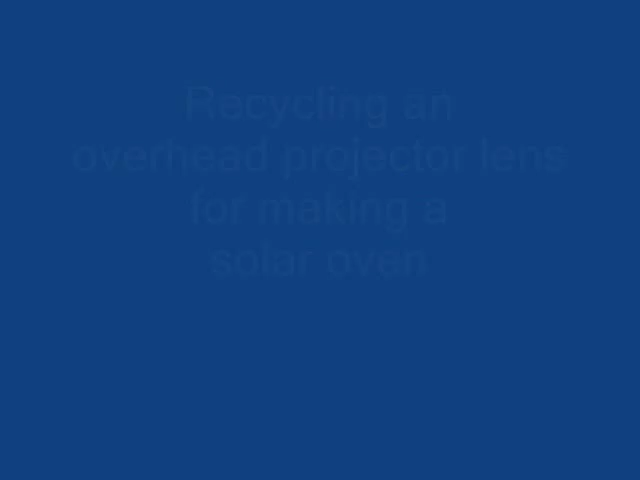 Recycling an
overhead projector lens
for making a
solar oven